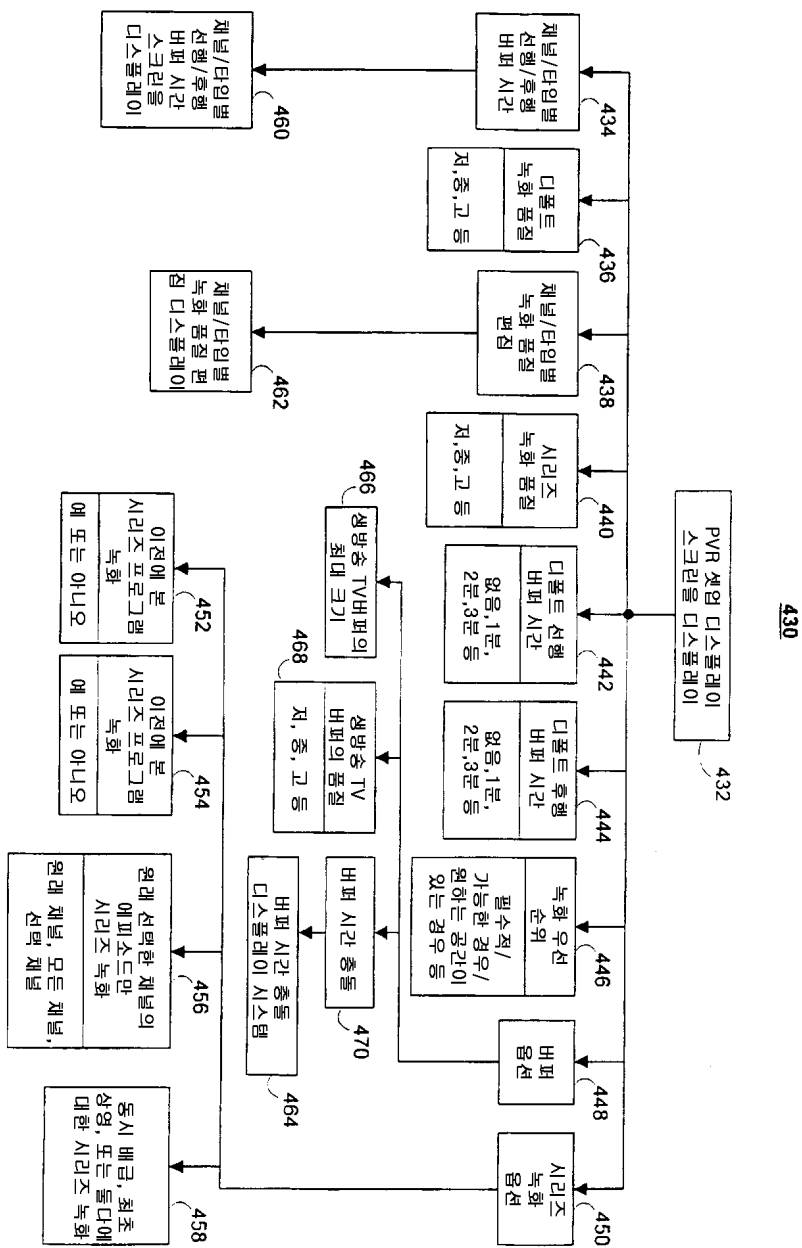 430
PVR 셋업 디스플레이
스크린을 디스플레이
432
채널/타입별
선행/후행
버퍼 시간
434
디폴트
녹화 품질
저,중,고 등
436
채널/타입별
녹화 품질
편집
438
시리즈
녹화 품질
저,중,고 등
440
디폴트 선행
버퍼 시간
없음,1분,
2분,3분 등
442
디폴트 후행
버퍼 시간
없음,1분,
2분,3분 등
444
녹화 우선
순위
필수적/
가능한 경우/
원하는 공간이
있는 경우 등
446
버퍼
옵션
448
시리즈
녹화
옵션
450
채널/타입별
선행/후행
버퍼 시간
스크린을
디스플레이
460
채널/타입별
녹화 품질 편
집 디스플레이
462
466
생방송 TV버퍼의
최대 크기
468
생방송 TV
버퍼의 품질
저, 중, 고 등
버퍼 시간 충돌
470
버퍼 시간 충돌
디스플레이 시스템
464
이전에 본
시리즈 프로그램
녹화
예 또는 아니오
452
이전에 본
시리즈 프로그램
녹화
예 또는 아니오
454
원래 선택한 채널의
에피소드만
시리즈 녹화
원래 채널, 모든 채널,
선택 채널
456
동시 배급, 최초
상영, 또는 둘다에
대한 시리즈 녹화
458